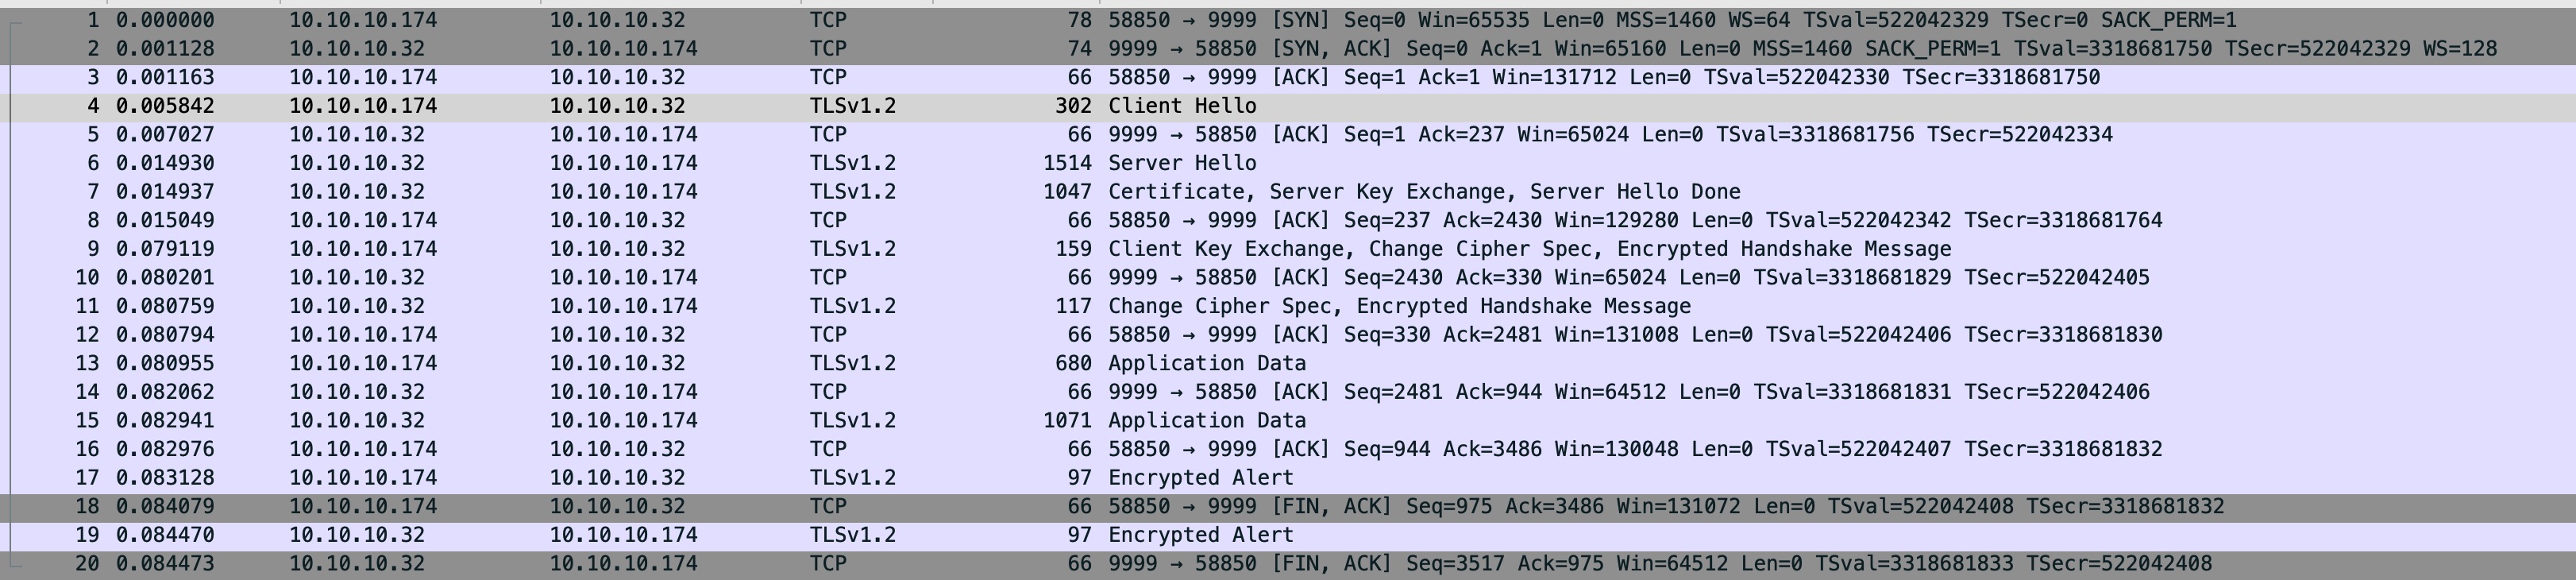 1 0.000000 10.10.10.174 10.10.10.32 TCP 78 58850 → 9999 [SYN] Seq=0 Win=65535 Len=0 MSS=1460 WS=64 TSval=522042329 TSecr=0 SACK_PERM=1
2 0.001128 10.10.10.32 10.10.10.174 TCP 74 9999 → 58850 [SYN, ACK] Seq=0 Ack=1 Win=65160 Len=0 MSS=1460 SACK_PERM=1 TSval=3318681750 TSecr=522042329 WS=128
3 0.001163 10.10.10.174 10.10.10.32 TCP 66 58850 → 9999 [ACK] Seq=1 Ack=1 Win=131712 Len=0 TSval=522042330 TSecr=3318681750
4 0.005842 10.10.10.174 10.10.10.32 TLSv1.2 302 Client Hello
5 0.007027 10.10.10.32 10.10.10.174 TCP 66 9999 → 58850 [ACK] Seq=1 Ack=237 Win=65024 Len=0 TSval=3318681756 TSecr=522042334
6 0.014930 10.10.10.32 10.10.10.174 TLSv1.2 1514 Server Hello
7 0.014937 10.10.10.32 10.10.10.174 TLSv1.2 1047 Certificate, Server Key Exchange, Server Hello Done
8 0.015049 10.10.10.174 10.10.10.32 TCP 66 58850 → 9999 [ACK] Seq=237 Ack=2430 Win=129280 Len=0 TSval=522042342 TSecr=3318681764
9 0.079119 10.10.10.174 10.10.10.32 TLSv1.2 159 Client Key Exchange, Change Cipher Spec, Encrypted Handshake Message
10 0.080201 10.10.10.32 10.10.10.174 TCP 66 9999 → 58850 [ACK] Seq=2430 Ack=330 Win=65024 Len=0 TSval=3318681829 TSecr=522042405
11 0.080759 10.10.10.32 10.10.10.174 TLSv1.2 117 Change Cipher Spec, Encrypted Handshake Message
12 0.080794 10.10.10.174 10.10.10.32 TCP 66 58850 → 9999 [ACK] Seq=330 Ack=2481 Win=131008 Len=0 TSval=522042406 TSecr=3318681830
13 0.080955 10.10.10.174 10.10.10.32 TLSv1.2 680 Application Data
14 0.082062 10.10.10.32 10.10.10.174 TCP 66 9999 → 58850 [ACK] Seq=2481 Ack=944 Win=64512 Len=0 TSval=3318681831 TSecr=522042406
15 0.082941 10.10.10.32 10.10.10.174 TLSv1.2 1071 Application Data
16 0.082976 10.10.10.174 10.10.10.32 TCP 66 58850 → 9999 [ACK] Seq=944 Ack=3486 Win=130048 Len=0 TSval=522042407 TSecr=3318681832
17 0.083128 10.10.10.174 10.10.10.32 TLSv1.2 97 Encrypted Alert
18 0.084079 10.10.10.174 10.10.10.32 TCP 66 58850 → 9999 [FIN, ACK] Seq=975 Ack=3486 Win=131072 Len=0 TSval=522042408 TSecr=3318681832
19 0.084470 10.10.10.32 10.10.10.174 TLSv1.2 97 Encrypted Alert
20 0.084473 10.10.10.32 10.10.10.174 TCP 66 9999 → 58850 [FIN, ACK] Seq=3517 Ack=975 Win=64512 Len=0 TSval=3318681833 TSecr=522042408